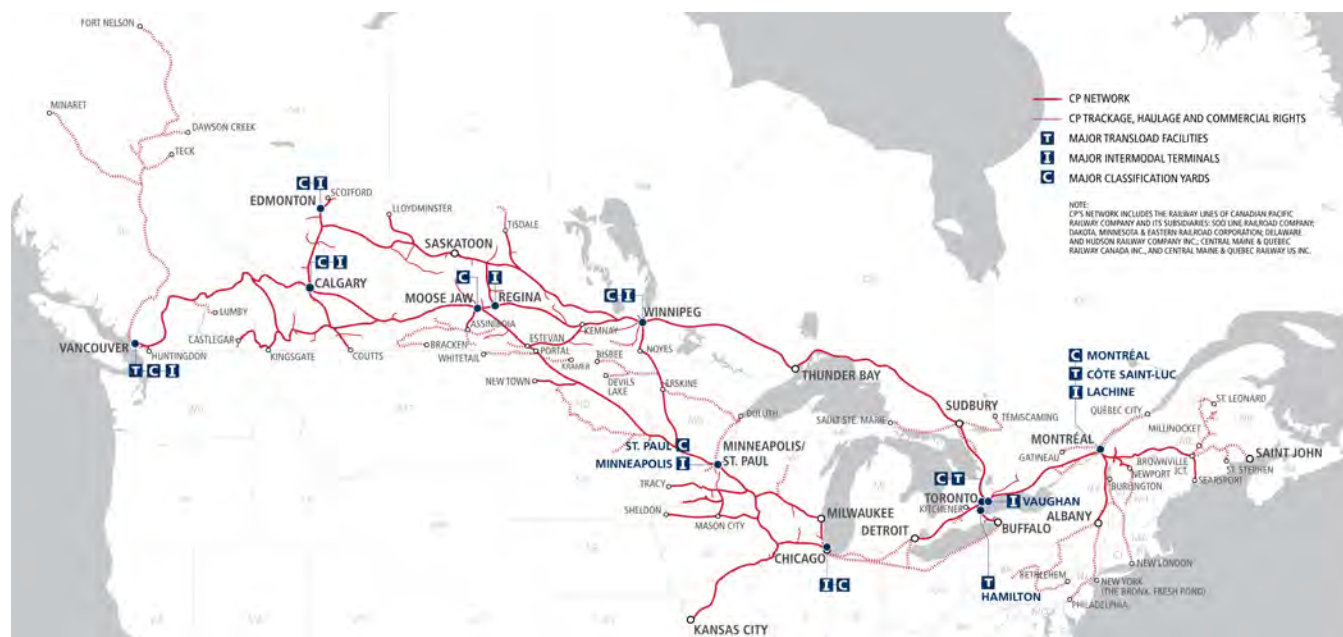 FORT NELSON
MINARET
DAWSON CREEK
TECK
CP NETWORK
CP TRACKAGE, HAULAGE AND COMMERCIAL RIGHTS
T MAJOR TRANSLOAD FACILITIES
I MAJOR INTERMODAL TERMINALS
C MAJOR CLASSIFICATION YARDS
NOTE:
CP'S NETWORK INCLUDES THE RAILWAY LINES OF CANADIAN PACIFIC
RAILWAY COMPANY AND ITS SUBSIDIARIES: SOO LINE RAILROAD COMPANY;
DAKOTA, MINNESOTA & EASTERN RAILROAD CORPORATION; DELAWARE
AND HUDSON RAILWAY COMPANY INC.; CENTRAL MAINE & QUEBEC
RAILWAY CANADA INC., AND CENTRAL MAINE & QUEBEC RAILWAY US INC.
C I
EDMONTON
SCOTFORD
LLOYDMINSTER
TISDALE
SASKATOON
C I
CALGARY
C
I
MOOSE JAW
REGINA
C I
WINNIPEG
LUMBY
CASTLEGAR
VANCOUVER
HUNTINGDON
T C I
KINGSGATE
COUTTS
ASSINIBOIA
BRACKEN
ESTEVAN
PORTAL
WHITETAIL
KEMNAY
BISBEE
KRAMER
NOYES
DEVILS
LAKE
NEW TOWN
ERSKINE
DULUTH
THUNDER BAY
SUDBURY
SAULT STE. MARIE
TÉMISCAMING
C MONTRÉAL
T CÔTE SAINT-LUC
I LACHINE
QUÉBEC CITY
ST. LEONARD
MILLINOCKET
MONTRÉAL
GATINEAU
BROWNVILLE
JCT.
NEWPORT
BURLINGTON
SAINT JOHN
ST. STEPHEN
SEARSPORT
ST. PAUL C
MINNEAPOLIS I
MINNEAPOLIS/
ST. PAUL
TRACY
SHELDON
MASON CITY
MILWAUKEE
CHICAGO
I C
DETROIT
C T
TORONTO
KITCHENER
I VAUGHAN
BUFFALO
T
HAMILTON
ALBANY
NEW LONDON
BETHLEHEM
NEW YORK
(THE BRONX, FRESH POND)
PHILADELPHIA
KANSAS CITY